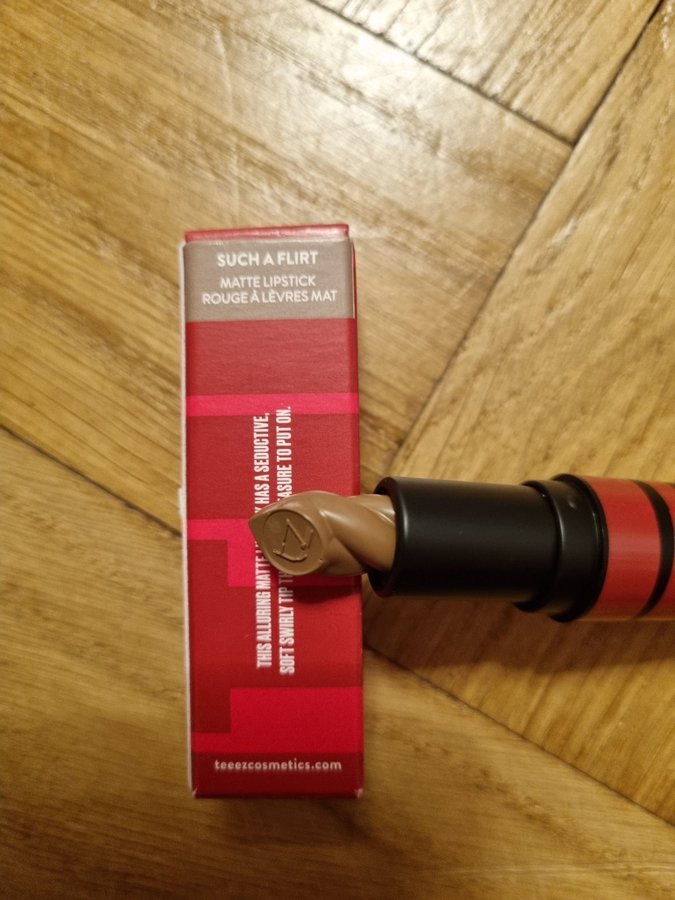 SUCH A FLIRT
MATTE LIPSTICK
ROUGE À LÈVRES MAT
THIS ALLURING MATTE HAS A SEDUCTIVE,
SOFT SWIRLY TIP TO PUT ON.
teeezcosmetics.com